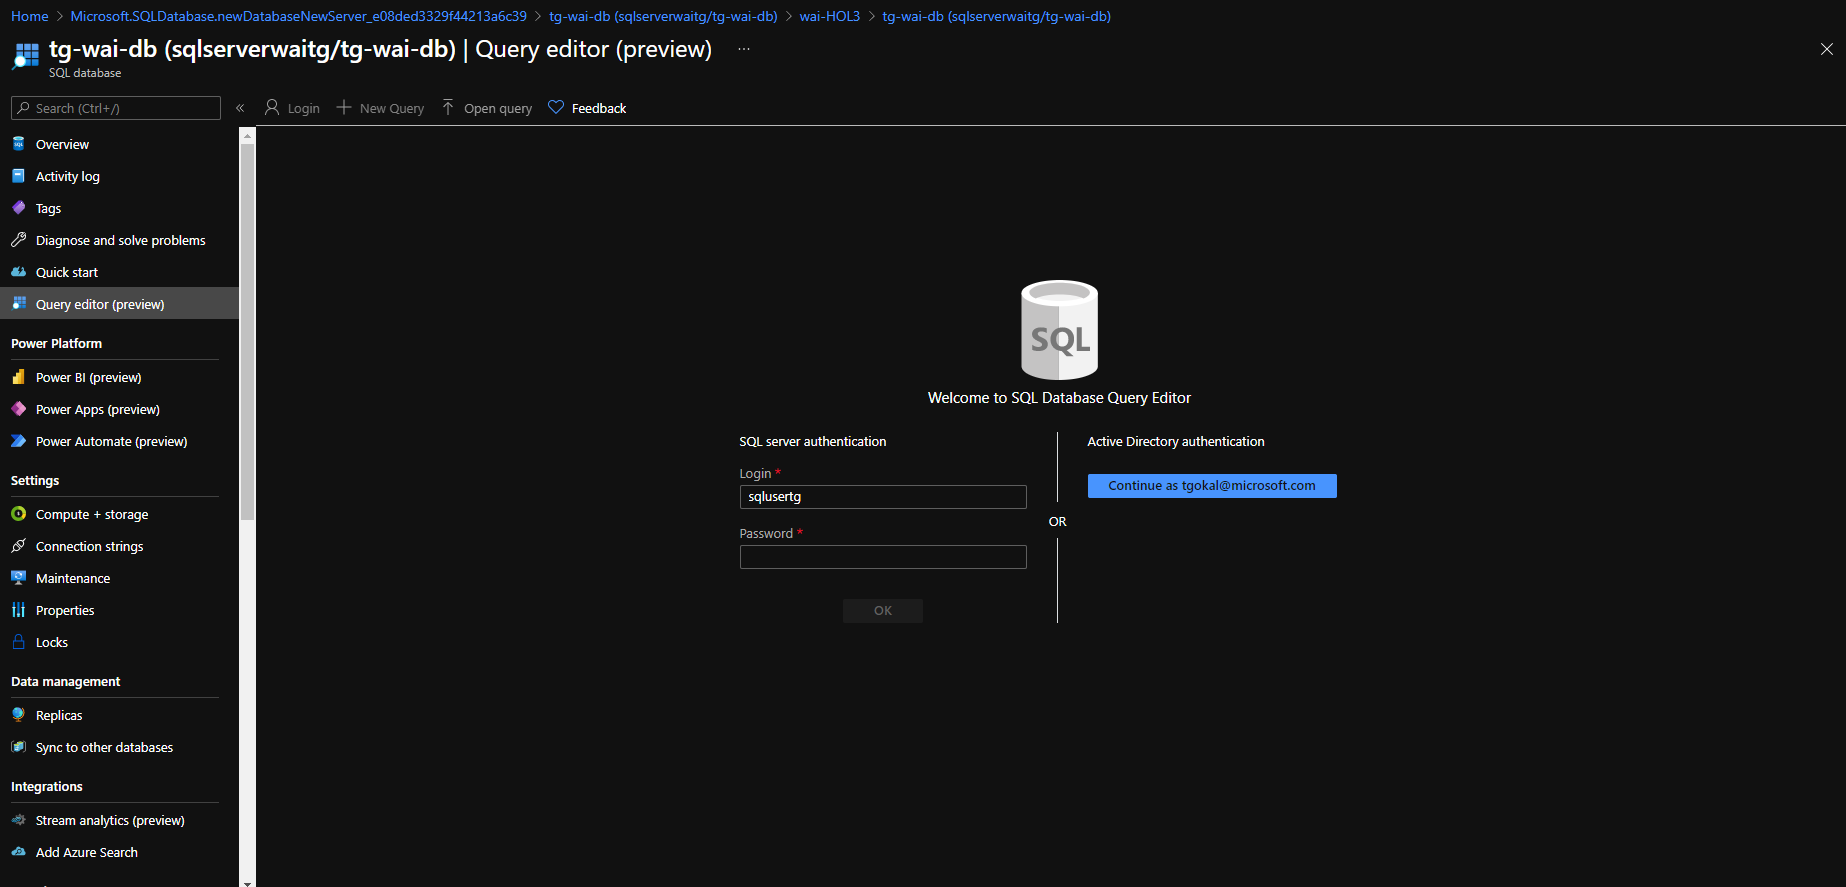 Home > Microsoft.SQLDatabase.newDatabaseNewServer_e08ded3329f44213a6c39 > tg-wai-db (sqlserverwaitg/tg-wai-db) > wai-HOL3 > tg-wai-db (sqlserverwaitg/tg-wai-db)
tg-wai-db (sqlserverwaitg/tg-wai-db) | Query editor (preview) ...
SQL database
Search (Ctrl+/)
« Login New Query Open query Feedback
Overview
Activity log
Tags
Diagnose and solve problems
Quick start
Query editor (preview)
Power Platform
Power BI (preview)
Power Apps (preview)
Power Automate (preview)
Settings
Compute + storage
Connection strings
Maintenance
Properties
Locks
Data management
Replicas
Sync to other databases
Integrations
Stream analytics (preview)
Add Azure Search
SQL
Welcome to SQL Database Query Editor
SQL server authentication
Login *
sqlusertg
Password *
OK
OR
Active Directory authentication
Continue as tgokal@microsoft.com